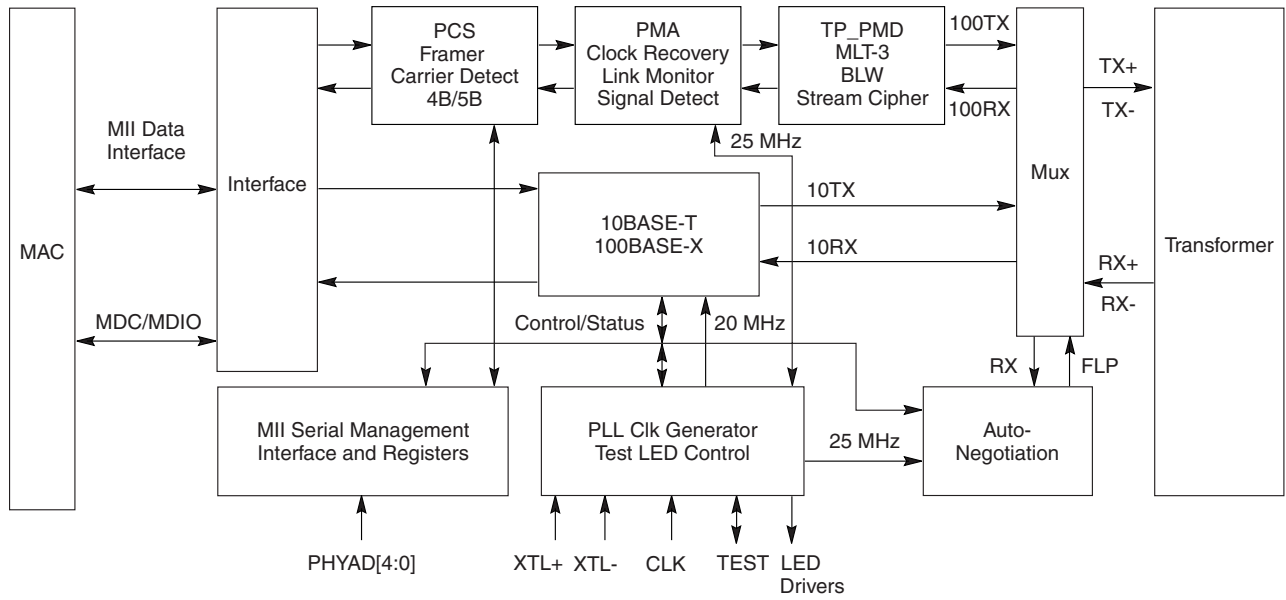 PCS
Framer
Carrier Detect
4B/5B
PMA
Clock Recovery
Link Monitor
Signal Detect
TP_PMD
MLT-3
BLW
Stream Cipher
100TX
100RX
TX+
TX-
MII Data
Interface
Interface
25 MHz
Mux
10TX
10BASE-T
100BASE-X
10RX
MAC
Transformer
RX+
RX-
MDC/MDIO
Control/Status
20 MHz
RX
FLP
MII Serial Management
Interface and Registers
PLL Clk Generator
Test LED Control
25 MHz
Auto-
Negotiation
PHYAD[4:0]
XTL+
XTL-
CLK
TEST
LED
Drivers